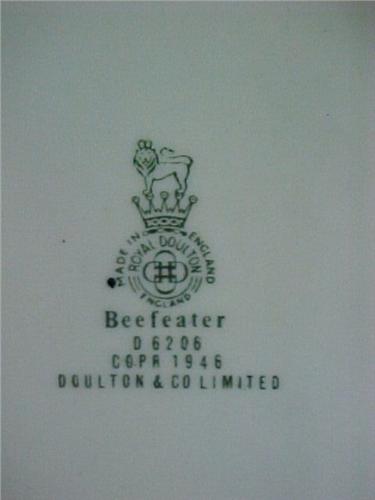 MADE IN ENGLAND
ROYAL DOULTON
ENGLAND
Beefeater
D 6206
COPR 1946
DOULTON & CO LIMITED